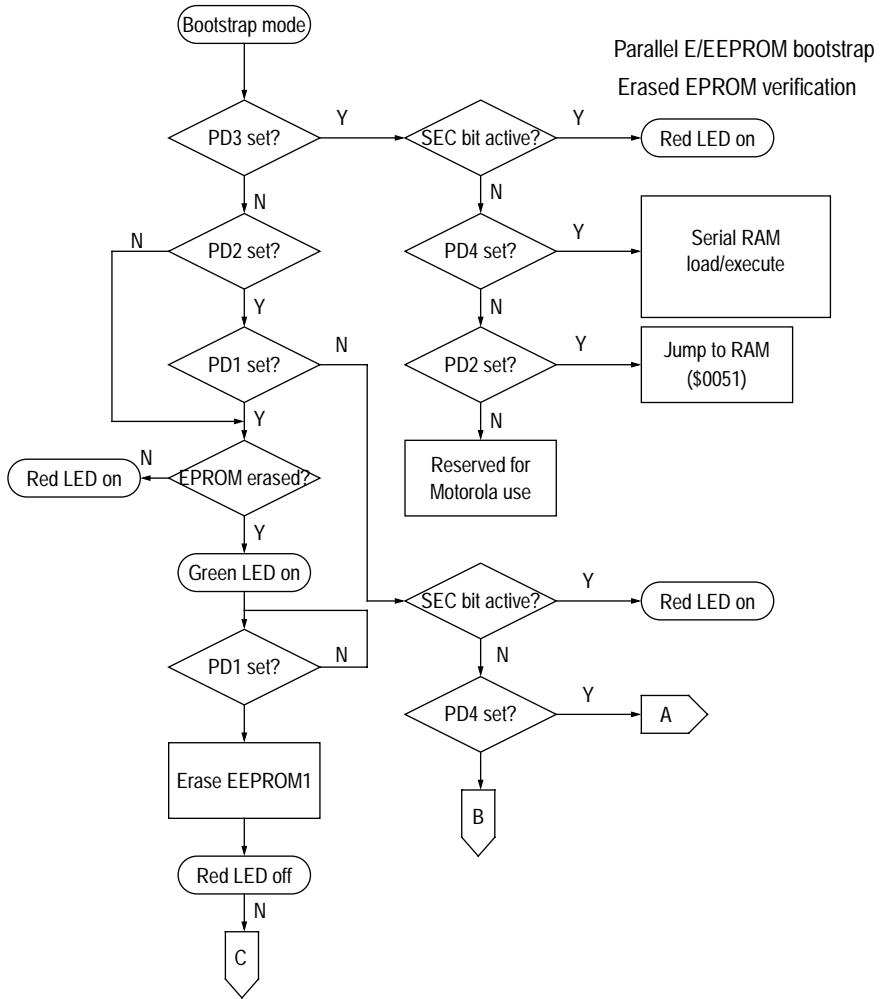 Bootstrap mode
Parallel E/EEPROM bootstrap
Erased EPROM verification
PD3 set?
Y
SEC bit active?
Y
Red LED on
N
N
N
PD2 set?
PD4 set?
Y
Serial RAM
load/execute
Y
N
PD1 set?
N
PD2 set?
Y
Jump to RAM
($0051)
Y
N
Red LED on
N
EPROM erased?
Reserved for
Motorola use
Y
Green LED on
SEC bit active?
Y
Red LED on
PD1 set?
N
N
PD4 set?
Y
A
Erase EEPROM1
B
Red LED off
N
C